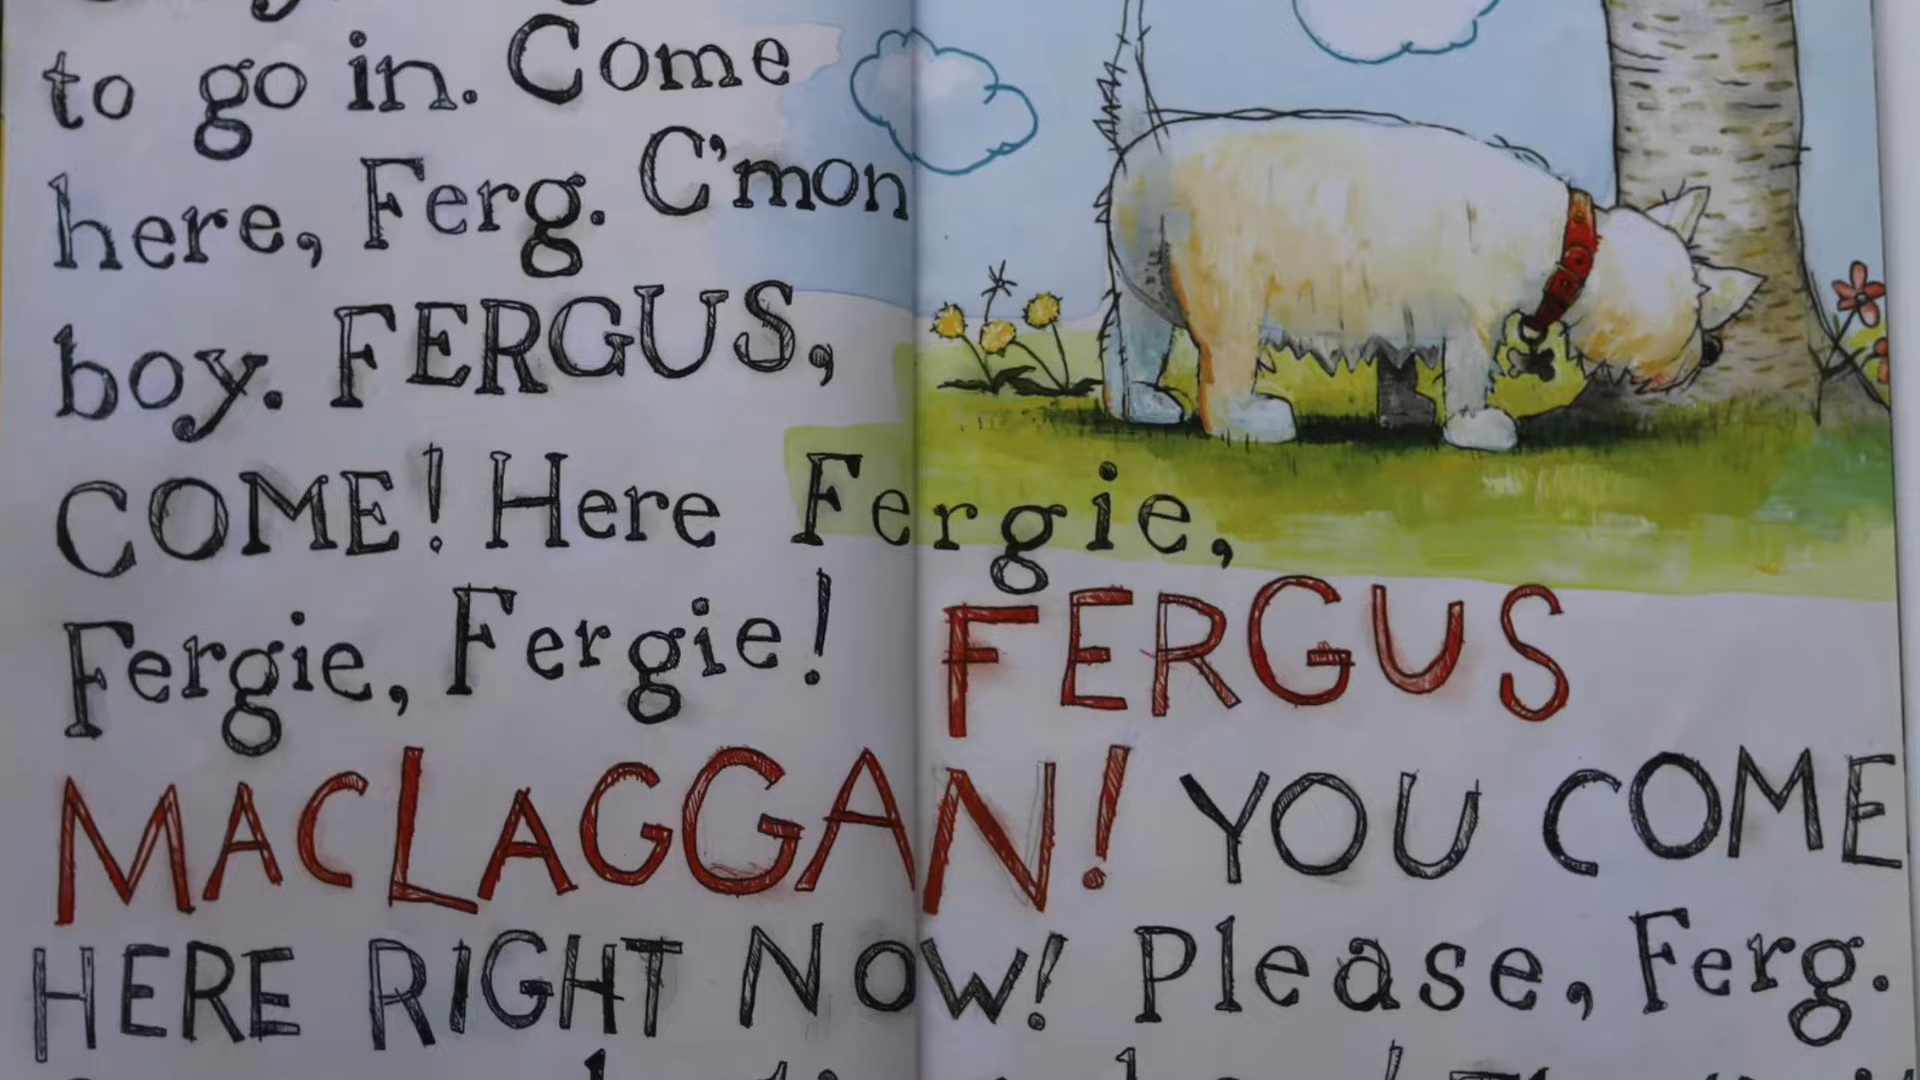 to go in. Come
here, Ferg. C'mon
boy. FERGUS,
COME! Here Fergie,
Fergie, Fergie! FERGUS
MACLAGGAN! YOU COME
HERE RIGHT NOW! Please, Ferg.